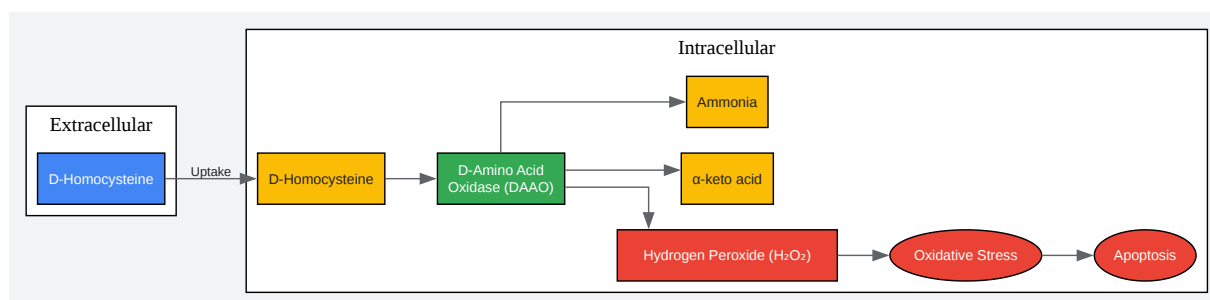 Intracellular
Extracellular
D-Homocysteine
Uptake
D-Homocysteine
D-Amino Acid
Oxidase (DAAO)
Ammonia
α-keto acid
Hydrogen Peroxide (H₂O₂)
Oxidative Stress
Apoptosis